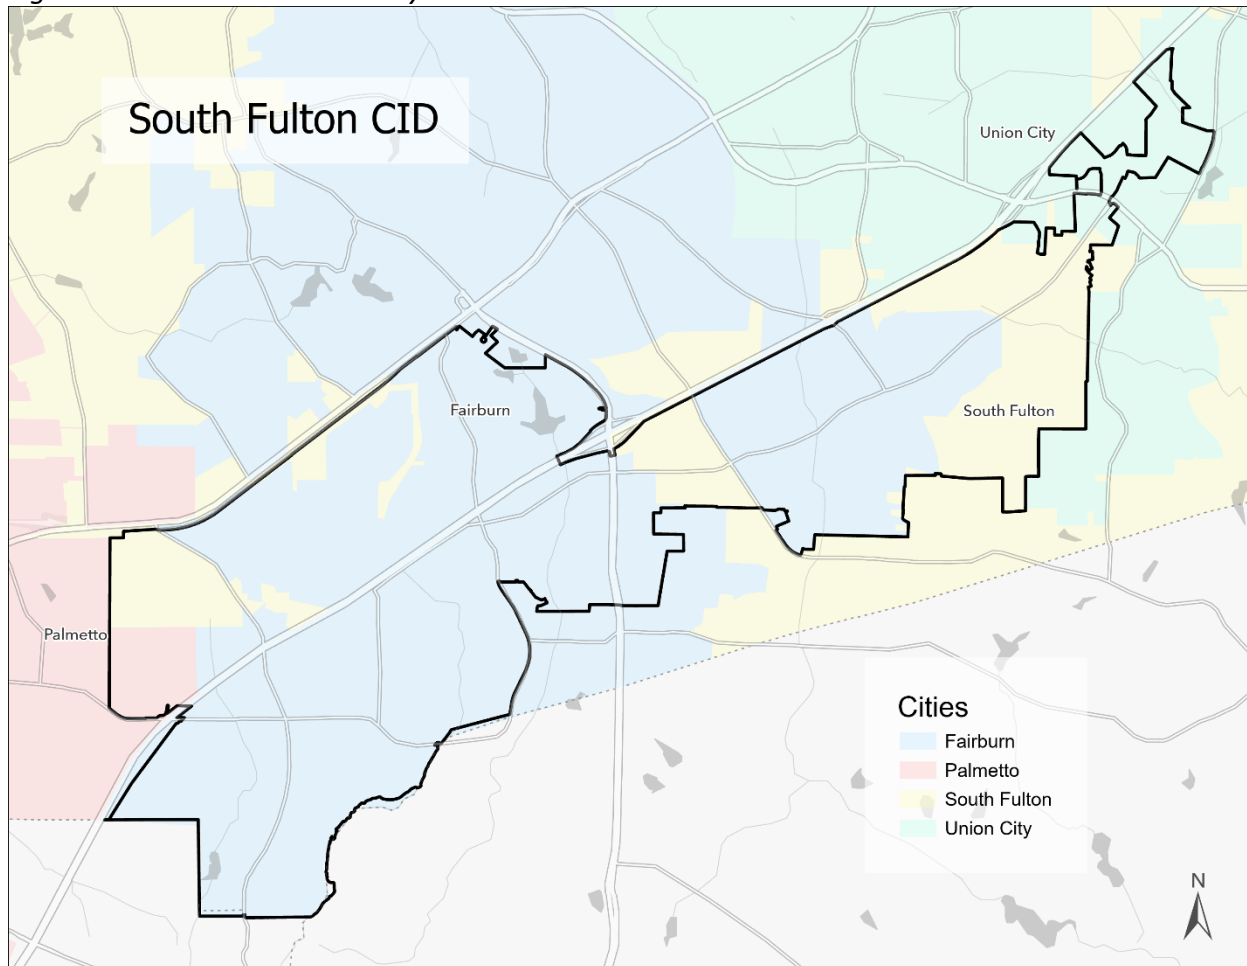 South Fulton CID
Union City
Fairburn
South Fulton
Palmetto
Cities
Fairburn
Palmetto
South Fulton
Union City
N